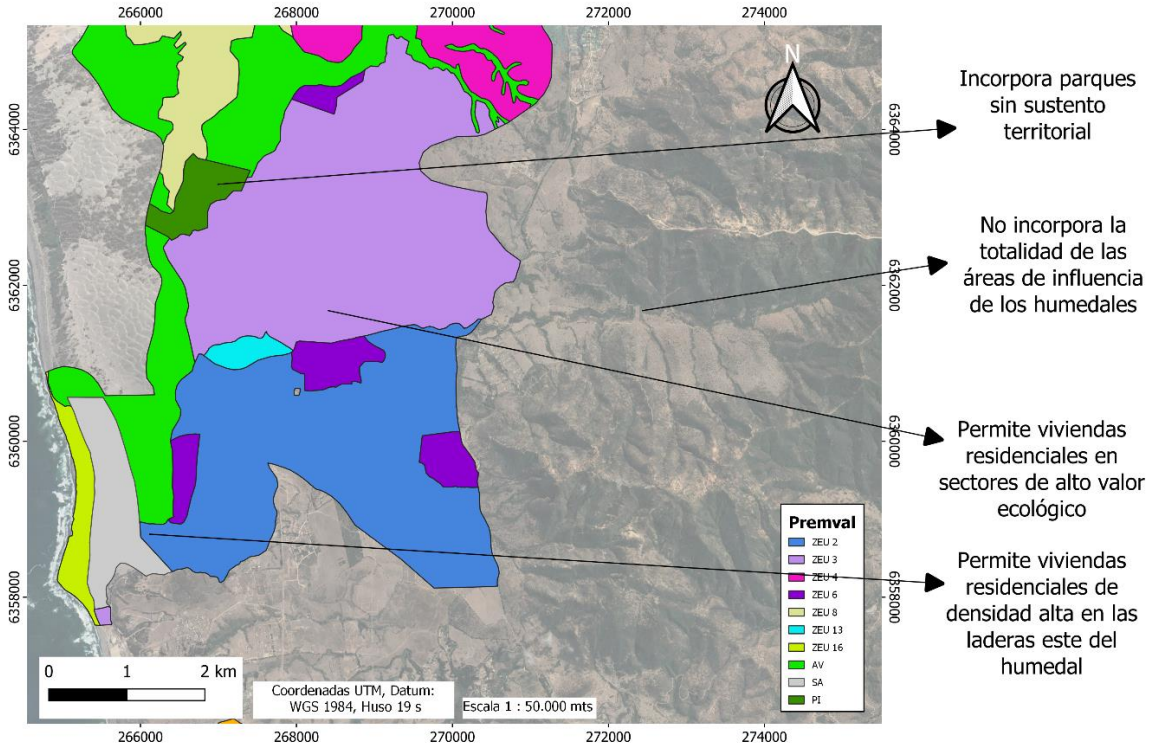 266000
268000
270000
272000
274000
N
6364000
6364000
6362000
6362000
6360000
6360000
6358000
6358000
Incorpora parques
sin sustento
territorial
No incorpora la
totalidad de las
áreas de influencia
de los humedales
Permite viviendas
residenciales en
sectores de alto valor
ecológico
Permite viviendas
residenciales de
densidad alta en las
laderas este del
humedal
Premval
ZEU 2
ZEU 3
ZEU 4
ZEU 6
ZEU 8
ZEU 13
ZEU 16
AV
SA
PI
0 1 2 km
Coordenadas UTM, Datum:
WGS 1984, Huso 19 s
Escala 1 : 50.000 mts
266000
268000
270000
272000
274000